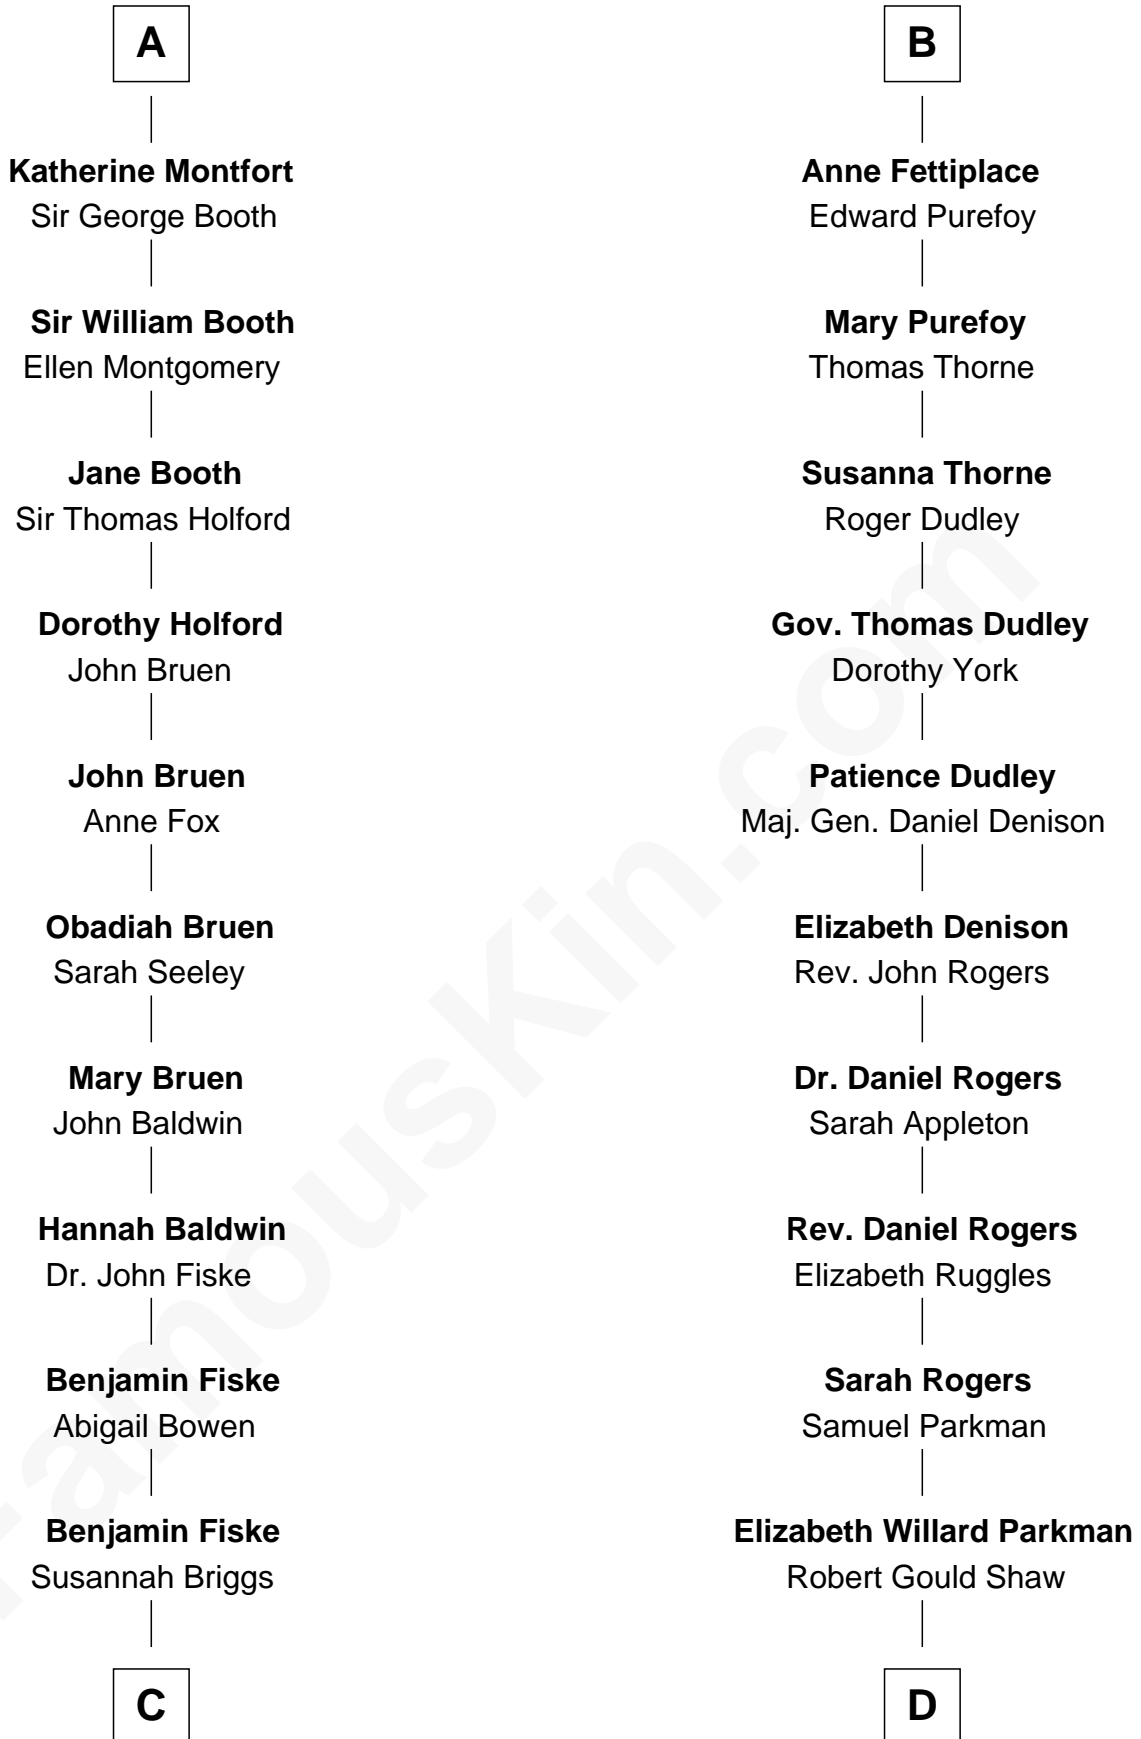 A
Katherine Montfort
Sir George Booth
Sir William Booth
Ellen Montgomery
Jane Booth
Sir Thomas Holford
Dorothy Holford
John Bruen
John Bruen
Anne Fox
Obadiah Bruen
Sarah Seeley
Mary Bruen
John Baldwin
Hannah Baldwin
Dr. John Fiske
Benjamin Fiske
Abigail Bowen
Benjamin Fiske
Susannah Briggs
C
B
Anne Fettiplace
Edward Purefoy
Mary Purefoy
Thomas Thorne
Susanna Thorne
Roger Dudley
Gov. Thomas Dudley
Dorothy York
Patience Dudley
Maj. Gen. Daniel Denison
Elizabeth Denison
Rev. John Rogers
Dr. Daniel Rogers
Sarah Appleton
Rev. Daniel Rogers
Elizabeth Ruggles
Sarah Rogers
Samuel Parkman
Elizabeth Willard Parkman
Robert Gould Shaw
D
FamousKin.com